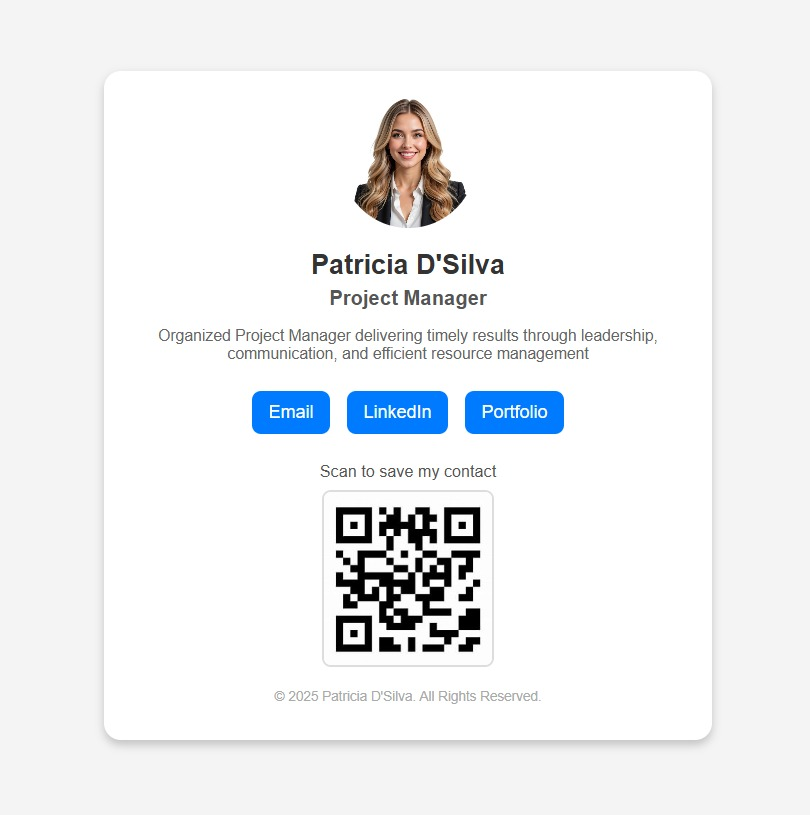 Patricia D'Silva
Project Manager
Organized Project Manager delivering timely results through leadership,
communication, and efficient resource management
Email LinkedIn Portfolio
Scan to save my contact
© 2025 Patricia D'Silva. All Rights Reserved.